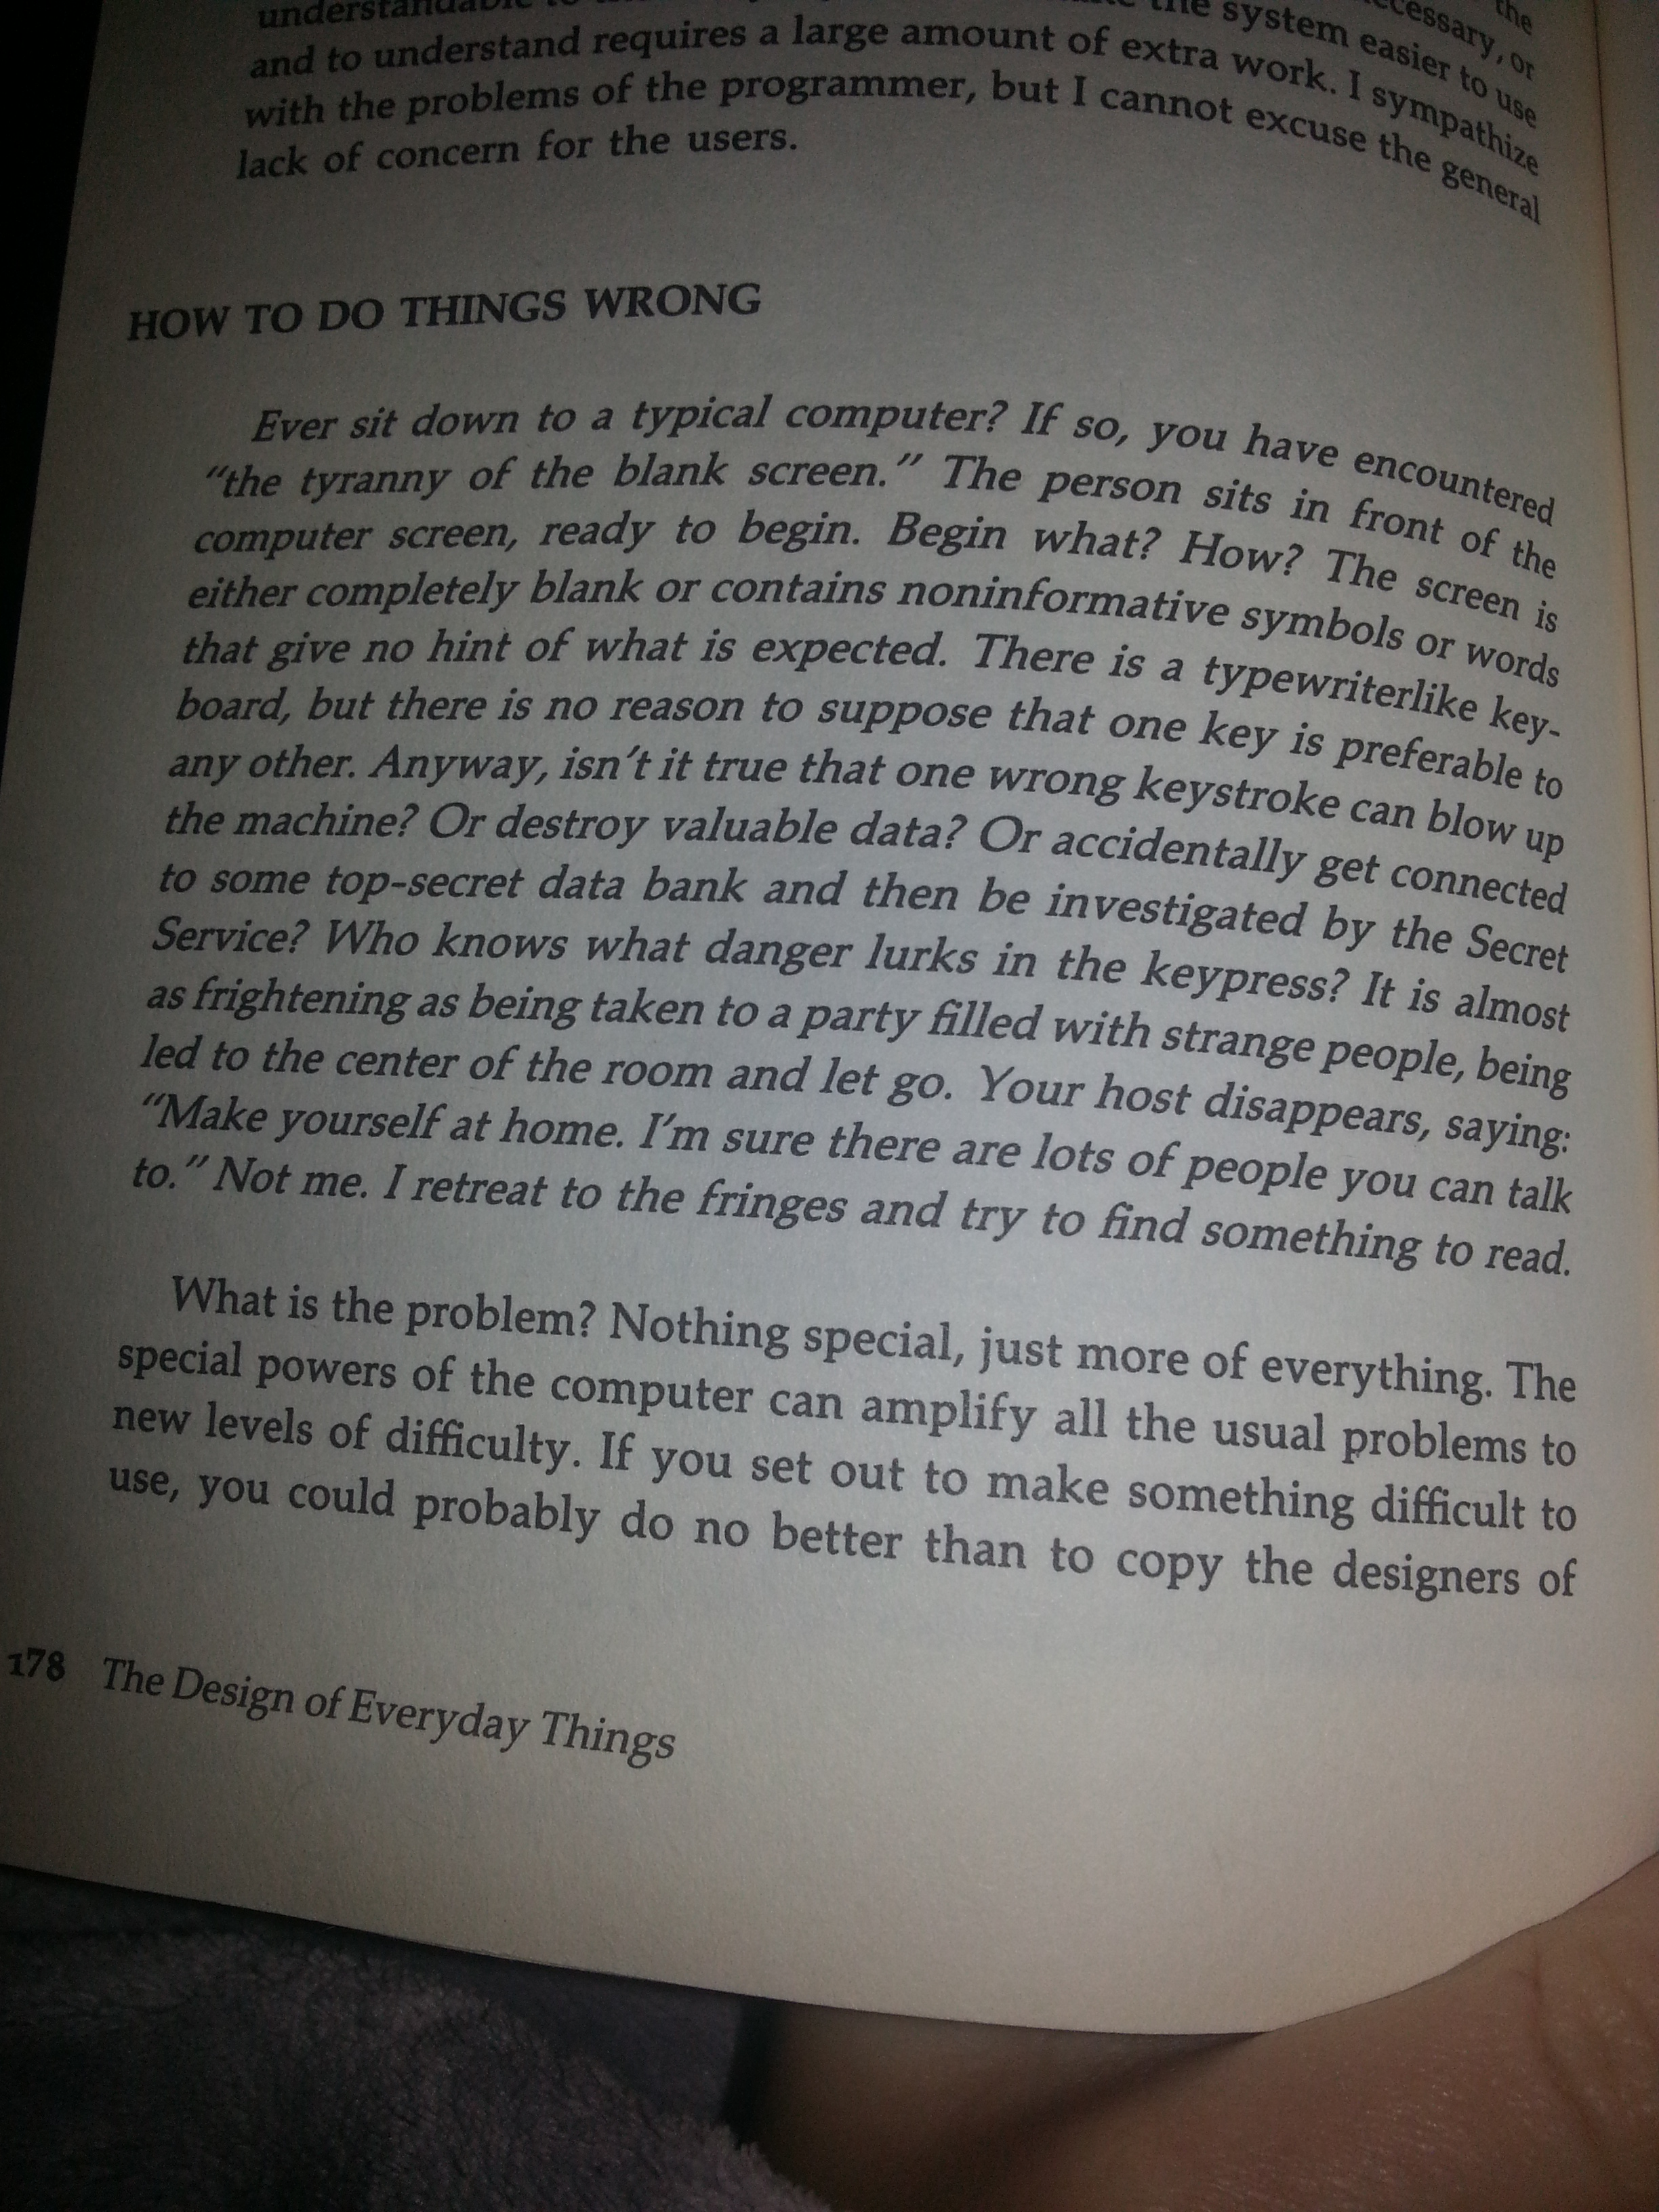 understandable to
the
the system easier to use
and to understand requires a large amount of extra work. I sympathize
with the problems of the programmer, but I cannot excuse the general
lack of concern for the users.
HOW TO DO THINGS WRONG
Ever sit down to a typical computer? If so, you have encountered
“the tyranny of the blank screen.” The person sits in front of the
computer screen, ready to begin. Begin what? How? The screen is
either completely blank or contains noninformative symbols or words
that give no hint of what is expected. There is a typewriterlike key-
board, but there is no reason to suppose that one key is preferable to
any other. Anyway, isn’t it true that one wrong keystroke can blow up
the machine? Or destroy valuable data? Or accidentally get connected
to some top-secret data bank and then be investigated by the Secret
Service? Who knows what danger lurks in the keypress? It is almost
as frightening as being taken to a party filled with strange people, being
led to the center of the room and let go. Your host disappears, saying:
“Make yourself at home. I’m sure there are lots of people you can talk
to.” Not me. I retreat to the fringes and try to find something to read.
What is the problem? Nothing special, just more of everything. The
special powers of the computer can amplify all the usual problems to
new levels of difficulty. If you set out to make something difficult to
use, you could probably do no better than to copy the designers of
178 The Design of Everyday Things